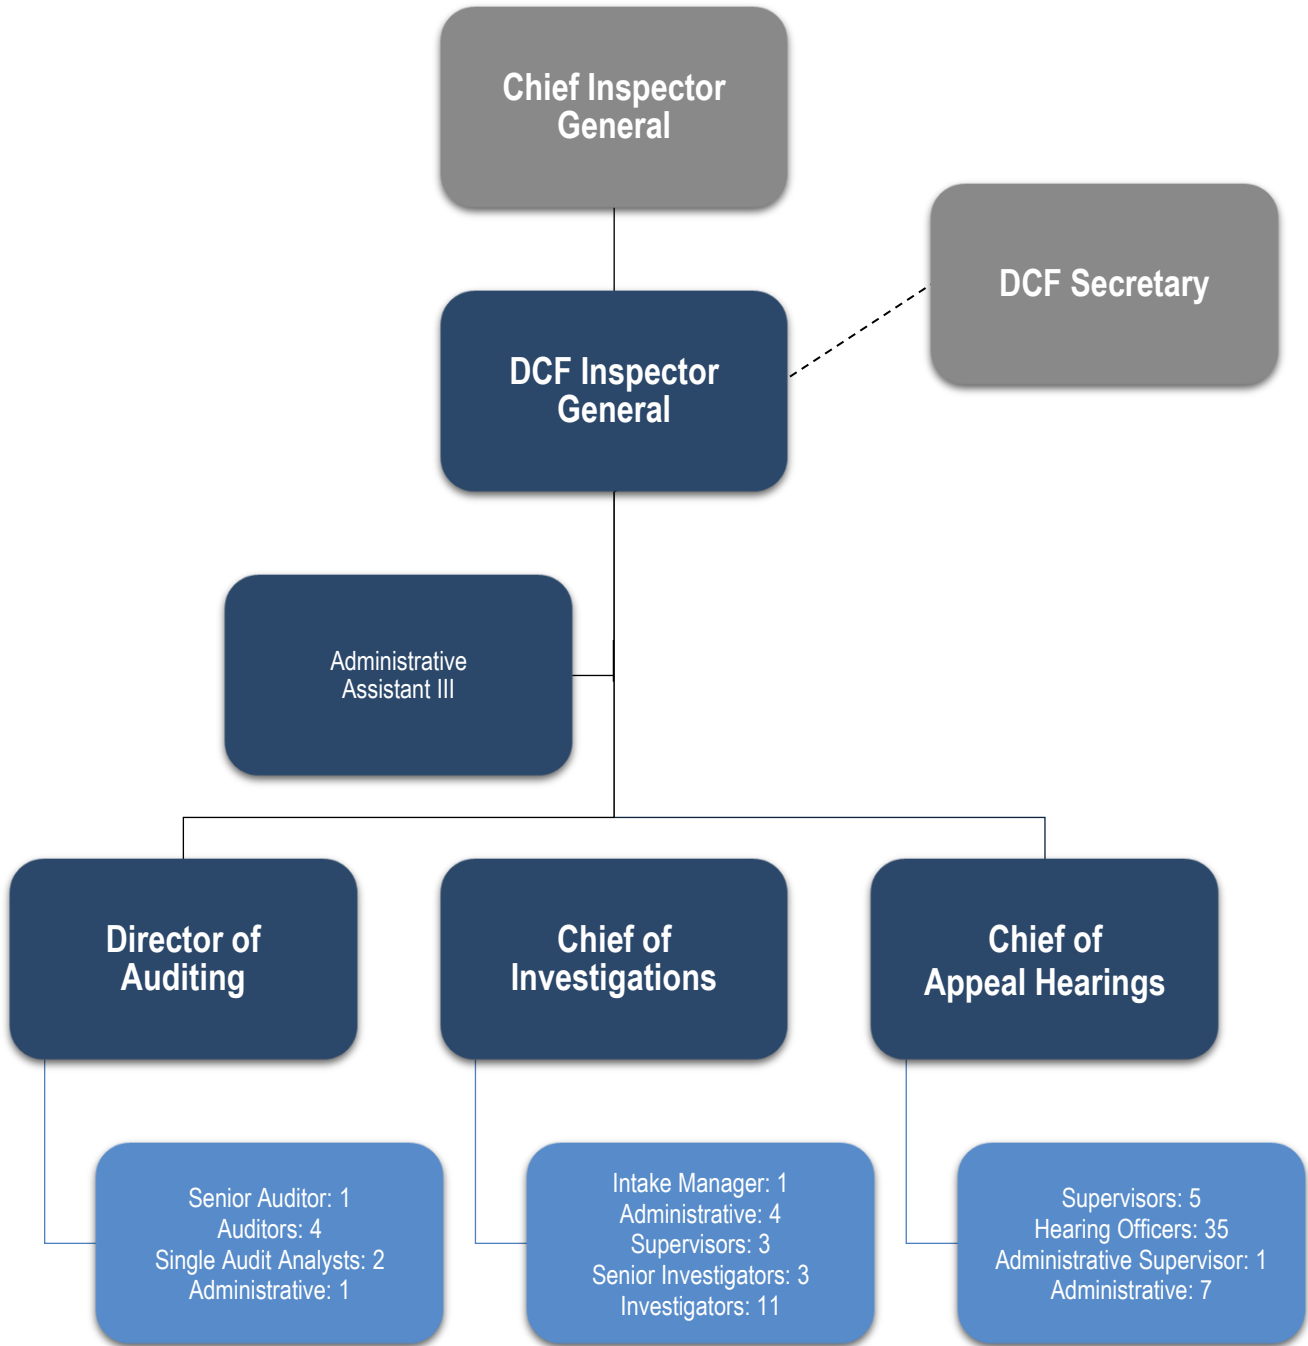 Chief Inspector
General
DCF Secretary
DCF Inspector
General
Administrative
Assistant III
Director of
Auditing
Chief of
Investigations
Chief of
Appeal Hearings
Senior Auditor: 1
Auditors: 4
Single Audit Analysts: 2
Administrative: 1
Intake Manager: 1
Administrative: 4
Supervisors: 3
Senior Investigators: 3
Investigators: 11
Supervisors: 5
Hearing Officers: 35
Administrative Supervisor: 1
Administrative: 7